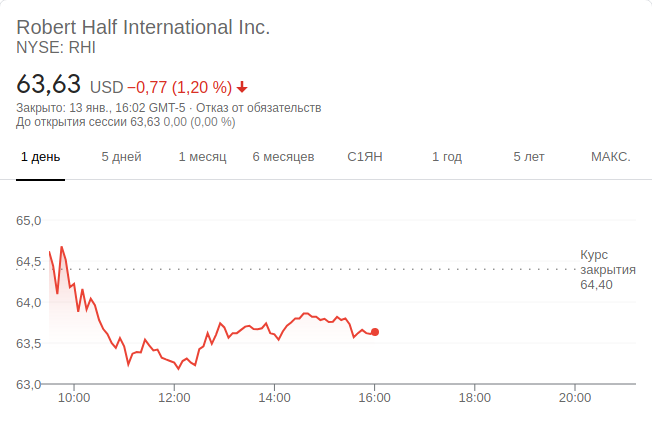 Robert Half International Inc.
NYSE: RHI
63,63 USD −0,77 (1,20 %)
Закрыто: 13 янв., 16:02 GMT-5 · Отказ от обязательств
До открытия сессии 63,63 0,00 (0,00 %)
1 день 5 дней 1 месяц 6 месяцев С1ЯН 1 год 5 лет МАКС.
65,0
64,5
64,0
63,5
63,0
Курс
закрытия
64,40
10:00 12:00 14:00 16:00 18:00 20:00